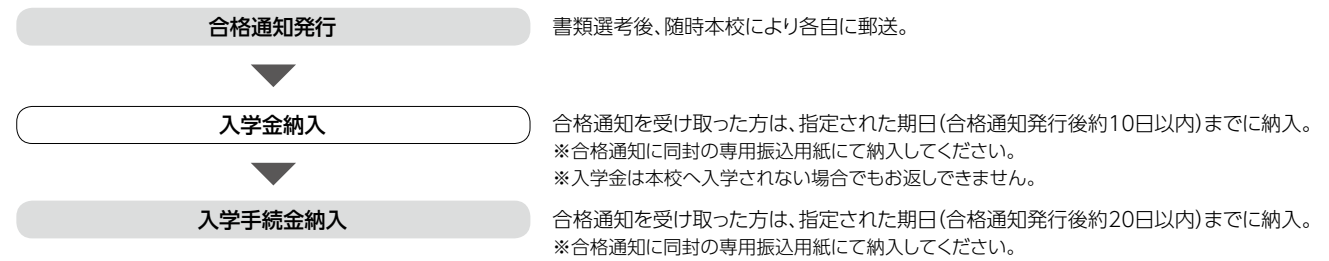 合格通知発行
書類選考後、随時本校により各自に郵送。
入学金納入
合格通知を受け取った方は、指定された期日(合格通知発行後約10日以内)までに納入。
※合格通知に同封の専用振込用紙にて納入してください。
※入学金は本校へ入学されない場合でもお返しできません。
入学手続金納入
合格通知を受け取った方は、指定された期日(合格通知発行後約20日以内)までに納入。
※合格通知に同封の専用振込用紙にて納入してください。